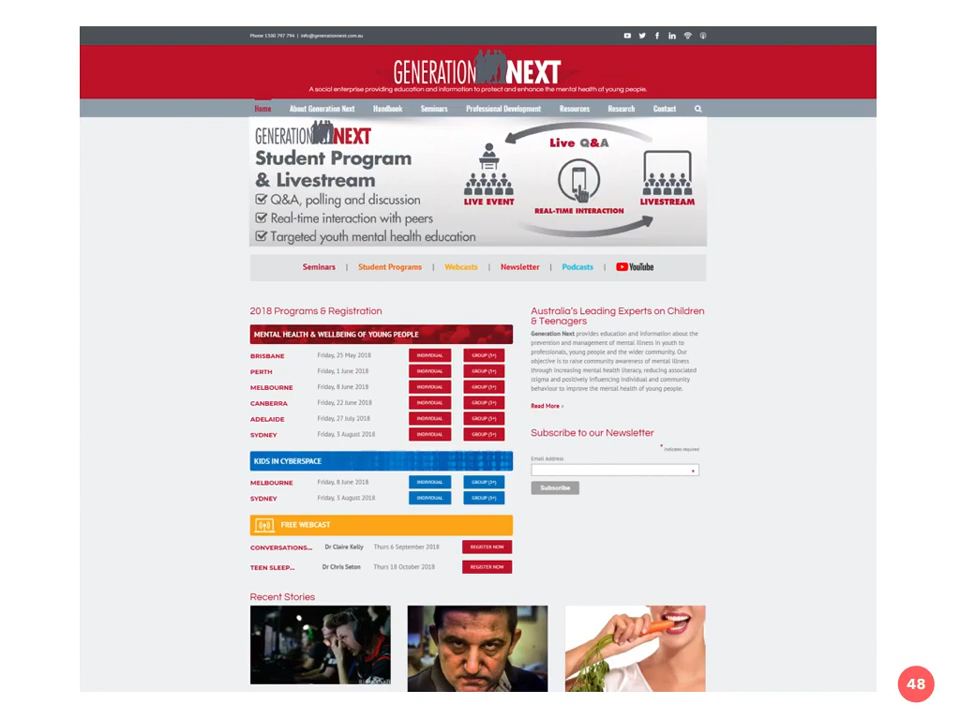 Phone 1300 797 794 | info@generationnext.com.au
GENERATION NEXT
A social enterprise providing education and information to protect and enhance the mental health of young people.
Home About Generation Next Handbook Seminars Professional Development Resources Research Contact
GENERATION NEXT
Student Program
& Livestream
Q&A, polling and discussion
Real-time interaction with peers
Targeted youth mental health education
Live Q&A
LIVE EVENT
REAL-TIME INTERACTION
LIVESTREAM
Seminars | Student Programs | Webcasts | Newsletter | Podcasts | YouTube
2018 Programs & Registration
MENTAL HEALTH & WELLBEING OF YOUNG PEOPLE
BRISBANE Friday, 25 May 2018 INDIVIDUAL GROUP (3+)
PERTH Friday, 1 June 2018 INDIVIDUAL GROUP (3+)
MELBOURNE Friday, 8 June 2018 INDIVIDUAL GROUP (3+)
CANBERRA Friday, 22 June 2018 INDIVIDUAL GROUP (3+)
ADELAIDE Friday, 27 July 2018 INDIVIDUAL GROUP (3+)
SYDNEY Friday, 3 August 2018 INDIVIDUAL GROUP (3+)
KIDS IN CYBERSPACE
MELBOURNE Friday, 8 June 2018 INDIVIDUAL GROUP (3+)
SYDNEY Friday, 3 August 2018 INDIVIDUAL GROUP (3+)
FREE WEBCAST
CONVERSATIONS... Dr Claire Kelly Thurs 6 September 2018 REGISTER NOW
TEEN SLEEP... Dr Chris Seton Thurs 18 October 2018 REGISTER NOW
Recent Stories
Australia's Leading Experts on Children
& Teenagers
Generation Next provides education and information about the
prevention and management of mental illness in youth to
professionals, young people and the wider community. Our
objective is to raise community awareness of mental illness
through increasing mental health literacy, reducing associated
stigma and positively influencing individual and community
behaviour to improve the mental health of young people.
Read More »
Subscribe to our Newsletter
* indicates required
Email Address
*
Subscribe
48